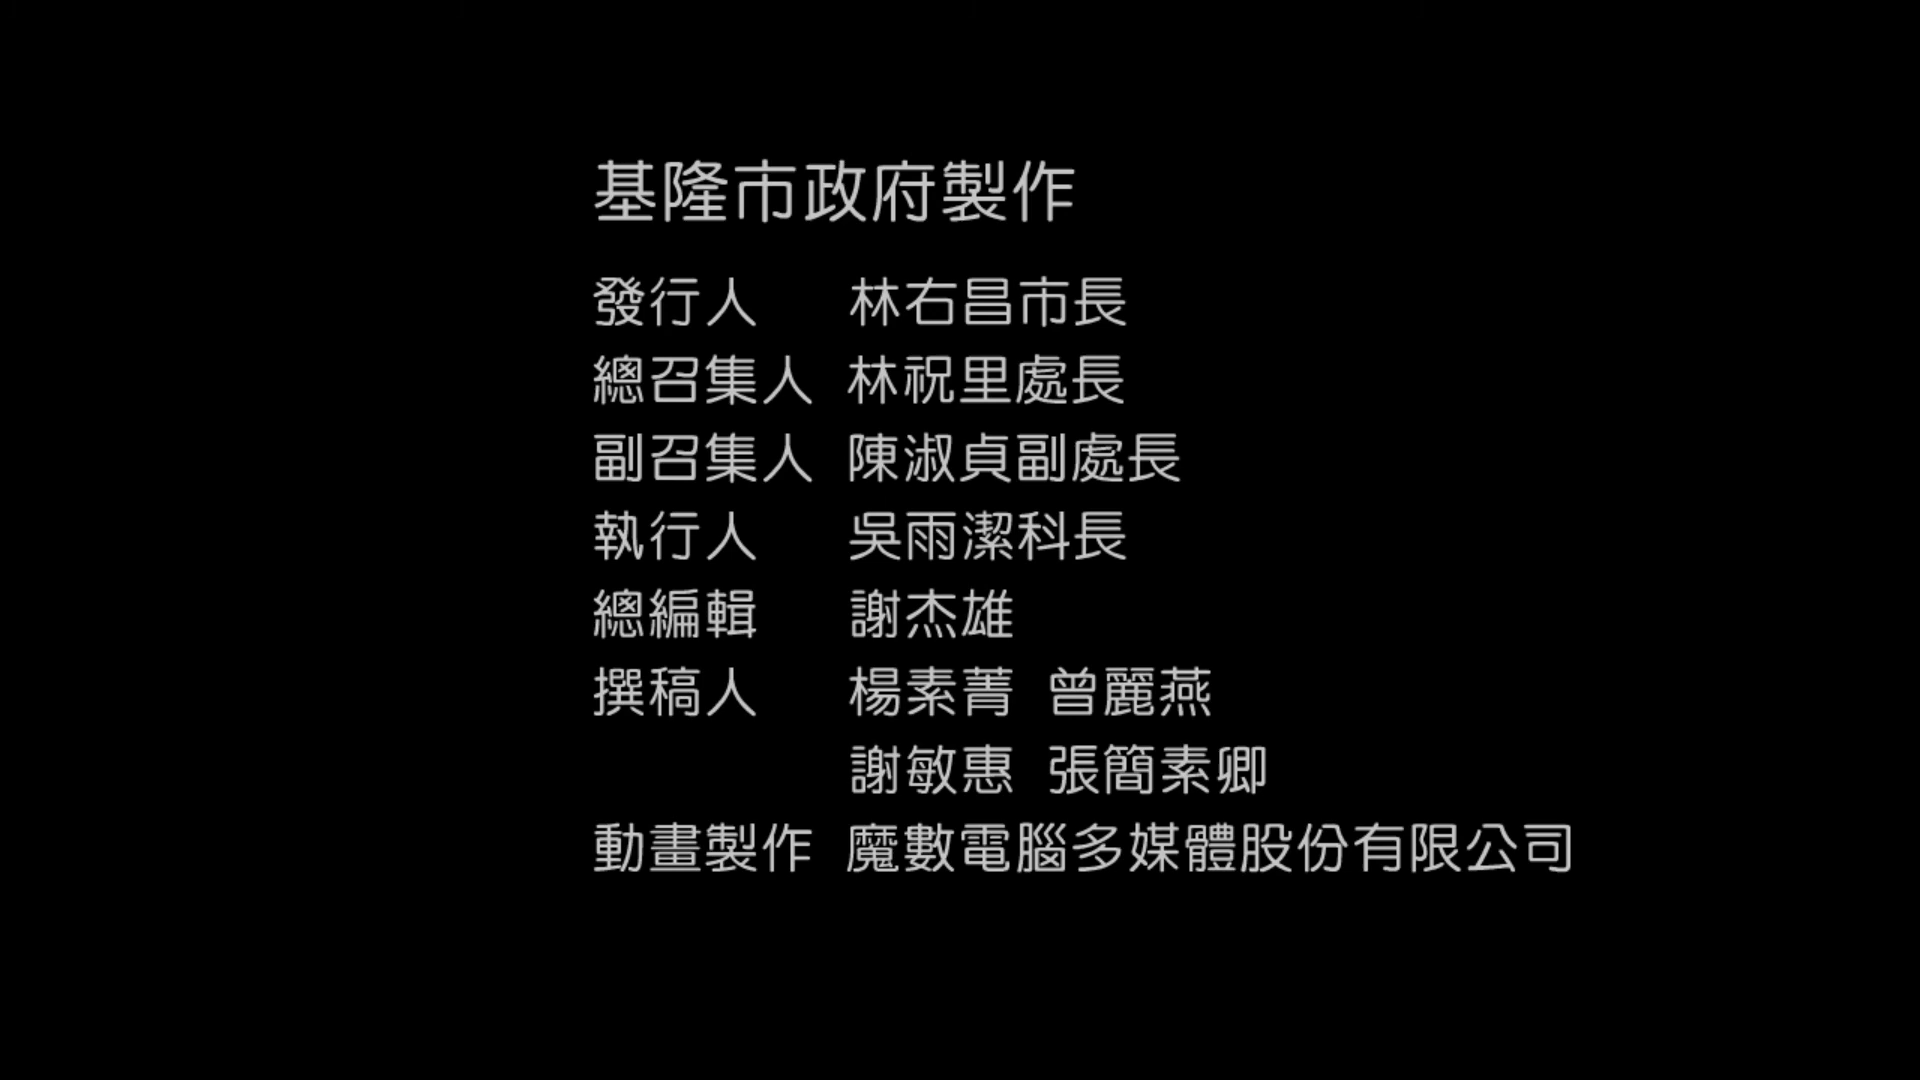 基隆市政府製作
發行人 林右昌市長
總召集人 林祝里處長
副召集人 陳淑貞副處長
執行人 吳雨潔科長
總編輯 謝杰雄
撰稿人 楊素菁 曾麗燕
謝敏惠 張簡素卿
動畫製作 魔數電腦多媒體股份有限公司